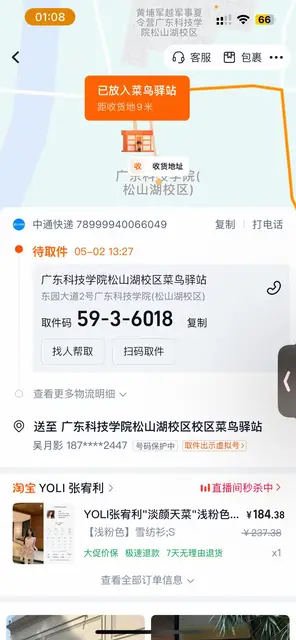 01:08
66
黄埔军越军事夏
令营广东科技学
院松山湖校区
客服
包裹
已放入菜鸟驿站
距收货地9米
收 收货地址
广东科技学院(
松山湖校区)
中通快递 78999940066049
复制 | 打电话
待取件 05-02 13:27
广东科技学院松山湖校区菜鸟驿站
东园大道2号广东科技学院(松山湖校区)
取件码 59-3-6018 复制
找人帮取
扫码取件
查看更多物流明细
送至 广东科技学院松山湖校区校区菜鸟驿站
吴月影 187****2447 号码保护中 取件出示虚拟号>
淘宝 YOLI 张宥利>
直播间秒杀中>
YOLI张宥利"淡颜天菜"浅粉色...
¥184.38
【浅粉色】雪纺衫;S
¥237.38
大促价保 极速退款 7天无理由退货
x1
查看全部订单信息